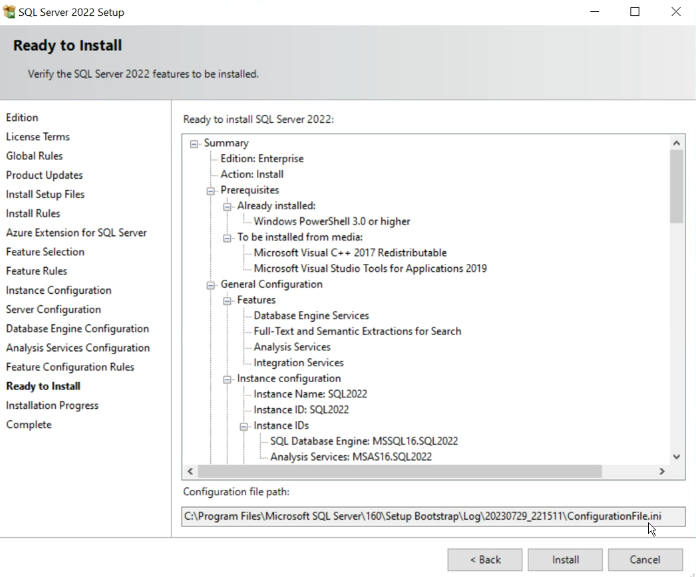 SQL Server 2022 Setup
Ready to Install
Verify the SQL Server 2022 features to be installed.
Edition
License Terms
Global Rules
Product Updates
Install Setup Files
Install Rules
Azure Extension for SQL Server
Feature Selection
Feature Rules
Instance Configuration
Server Configuration
Database Engine Configuration
Analysis Services Configuration
Feature Configuration Rules
Ready to Install
Installation Progress
Complete
Ready to install SQL Server 2022:
Summary
Edition: Enterprise
Action: Install
Prerequisites
Already installed:
Windows PowerShell 3.0 or higher
To be installed from media:
Microsoft Visual C++ 2017 Redistributable
Microsoft Visual Studio Tools for Applications 2019
General Configuration
Features
Database Engine Services
Full-Text and Semantic Extractions for Search
Analysis Services
Integration Services
Instance configuration
Instance Name: SQL2022
Instance ID: SQL2022
Instance IDs
SQL Database Engine: MSSQL16.SQL2022
Analysis Services: MSAS16.SQL2022
Configuration file path:
C:\Program Files\Microsoft SQL Server\160\Setup Bootstrap\Log\20230729_221511\ConfigurationFile.ini
< Back
Install
Cancel